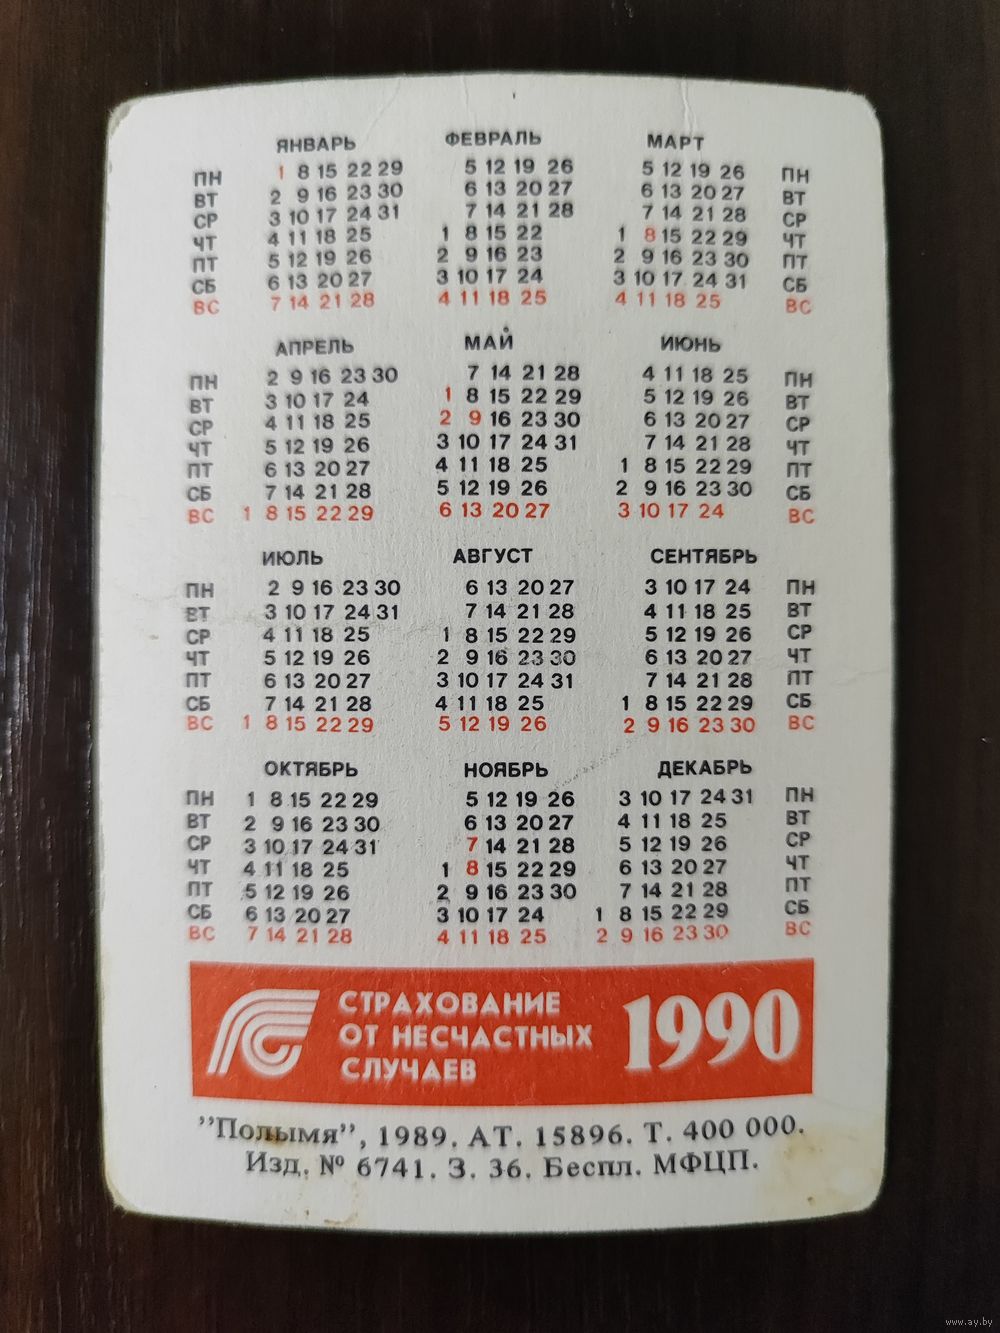 ЯНВАРЬ ФЕВРАЛЬ МАРТ
ПН 1 8 15 22 29 5 12 19 26 5 12 19 26 ПН
ВТ 2 9 16 23 30 6 13 20 27 6 13 20 27 ВТ
СР 3 10 17 24 31 7 14 21 28 7 14 21 28 СР
ЧТ 4 11 18 25 1 8 15 22 1 8 15 22 29 ЧТ
ПТ 5 12 19 26 2 9 16 23 2 9 16 23 30 ПТ
СБ 6 13 20 27 3 10 17 24 3 10 17 24 31 СБ
ВС 7 14 21 28 4 11 18 25 4 11 18 25 ВС
АПРЕЛЬ МАЙ ИЮНЬ
ПН 2 9 16 23 30 7 14 21 28 4 11 18 25 ПН
ВТ 3 10 17 24 1 8 15 22 29 5 12 19 26 ВТ
СР 4 11 18 25 2 9 16 23 30 6 13 20 27 СР
ЧТ 5 12 19 26 3 10 17 24 31 7 14 21 28 ЧТ
ПТ 6 13 20 27 4 11 18 25 1 8 15 22 29 ПТ
СБ 7 14 21 28 5 12 19 26 2 9 16 23 30 СБ
ВС 1 8 15 22 29 6 13 20 27 3 10 17 24 ВС
ИЮЛЬ АВГУСТ СЕНТЯБРЬ
ПН 2 9 16 23 30 6 13 20 27 3 10 17 24 ПН
ВТ 3 10 17 24 31 7 14 21 28 4 11 18 25 ВТ
СР 4 11 18 25 1 8 15 22 29 5 12 19 26 СР
ЧТ 5 12 19 26 2 9 16 23 30 6 13 20 27 ЧТ
ПТ 6 13 20 27 3 10 17 24 31 7 14 21 28 ПТ
СБ 7 14 21 28 4 11 18 25 1 8 15 22 29 СБ
ВС 1 8 15 22 29 5 12 19 26 2 9 16 23 30 ВС
ОКТЯБРЬ НОЯБРЬ ДЕКАБРЬ
ПН 1 8 15 22 29 5 12 19 26 3 10 17 24 31 ПН
ВТ 2 9 16 23 30 6 13 20 27 4 11 18 25 ВТ
СР 3 10 17 24 31 7 14 21 28 5 12 19 26 СР
ЧТ 4 11 18 25 1 8 15 22 29 6 13 20 27 ЧТ
ПТ 5 12 19 26 2 9 16 23 30 7 14 21 28 ПТ
СБ 6 13 20 27 3 10 17 24 1 8 15 22 29 СБ
ВС 7 14 21 28 4 11 18 25 2 9 16 23 30 ВС
СТРАХОВАНИЕ
ОТ НЕСЧАСТНЫХ
СЛУЧАЕВ
1990
"Полымя", 1989. АТ. 15896. Т. 400 000.
Изд. № 6741. З. 36. Беспл. МФЦП.
www.ay.by